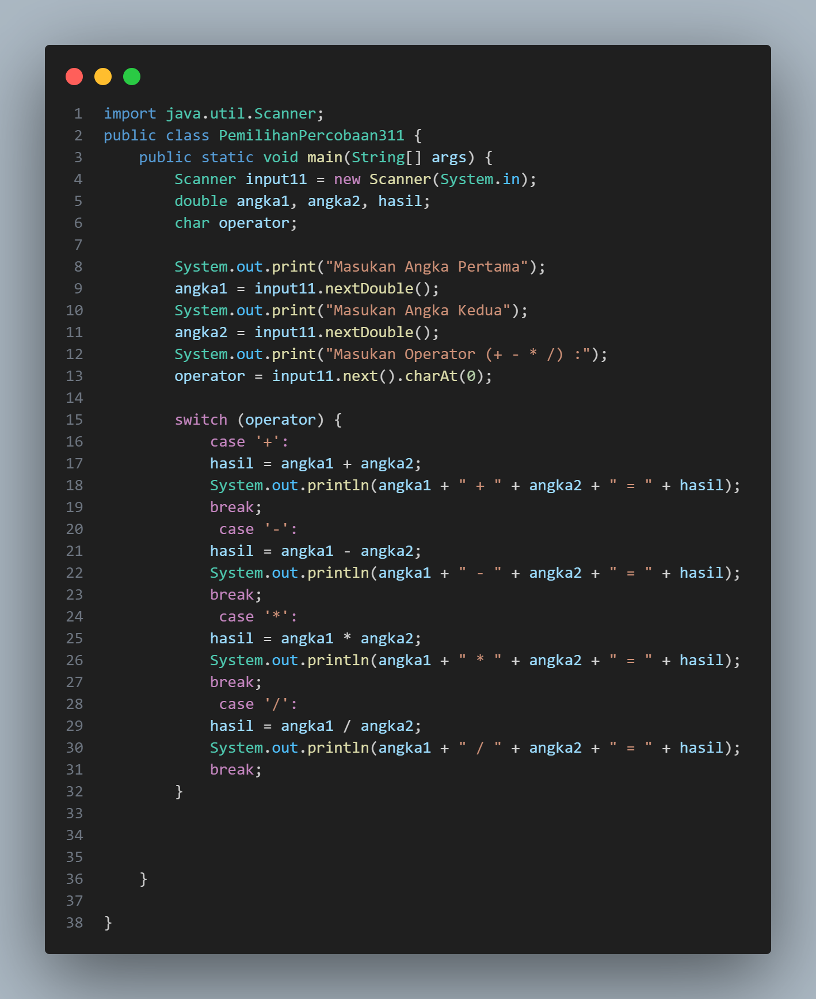 1 import java.util.Scanner;
2 public class PemilihanPercobaan311 {
3     public static void main(String[] args) {
4         Scanner input11 = new Scanner(System.in);
5         double angka1, angka2, hasil;
6         char operator;
7
8         System.out.print("Masukan Angka Pertama");
9         angka1 = input11.nextDouble();
10         System.out.print("Masukan Angka Kedua");
11         angka2 = input11.nextDouble();
12         System.out.print("Masukan Operator (+ - * /) :");
13         operator = input11.next().charAt(0);
14
15         switch (operator) {
16             case '+':
17             hasil = angka1 + angka2;
18             System.out.println(angka1 + " + " + angka2 + " = " + hasil);
19             break;
20              case '-':
21             hasil = angka1 - angka2;
22             System.out.println(angka1 + " - " + angka2 + " = " + hasil);
23             break;
24              case '*':
25             hasil = angka1 * angka2;
26             System.out.println(angka1 + " * " + angka2 + " = " + hasil);
27             break;
28              case '/':
29             hasil = angka1 / angka2;
30             System.out.println(angka1 + " / " + angka2 + " = " + hasil);
31             break;
32         }
33
34
35
36     }
37
38 }